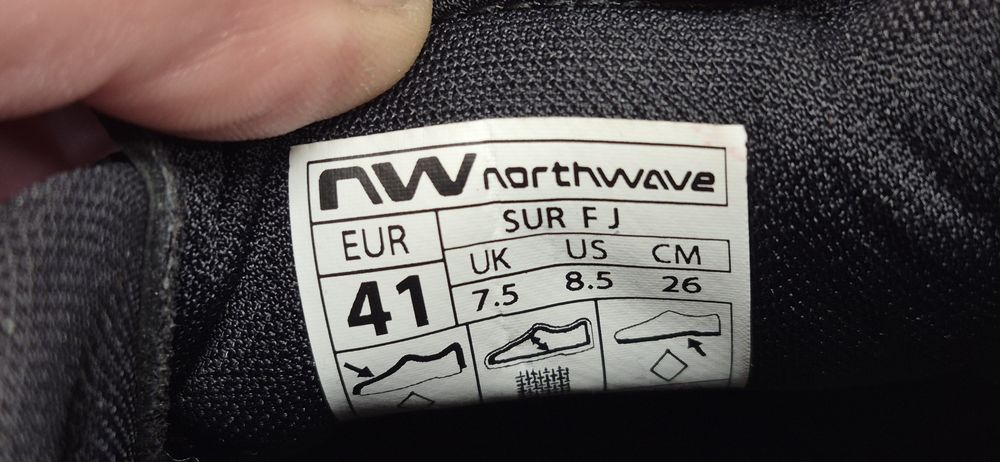 nw northwave
EUR SUR F J
41 UK US CM
7.5 8.5 26